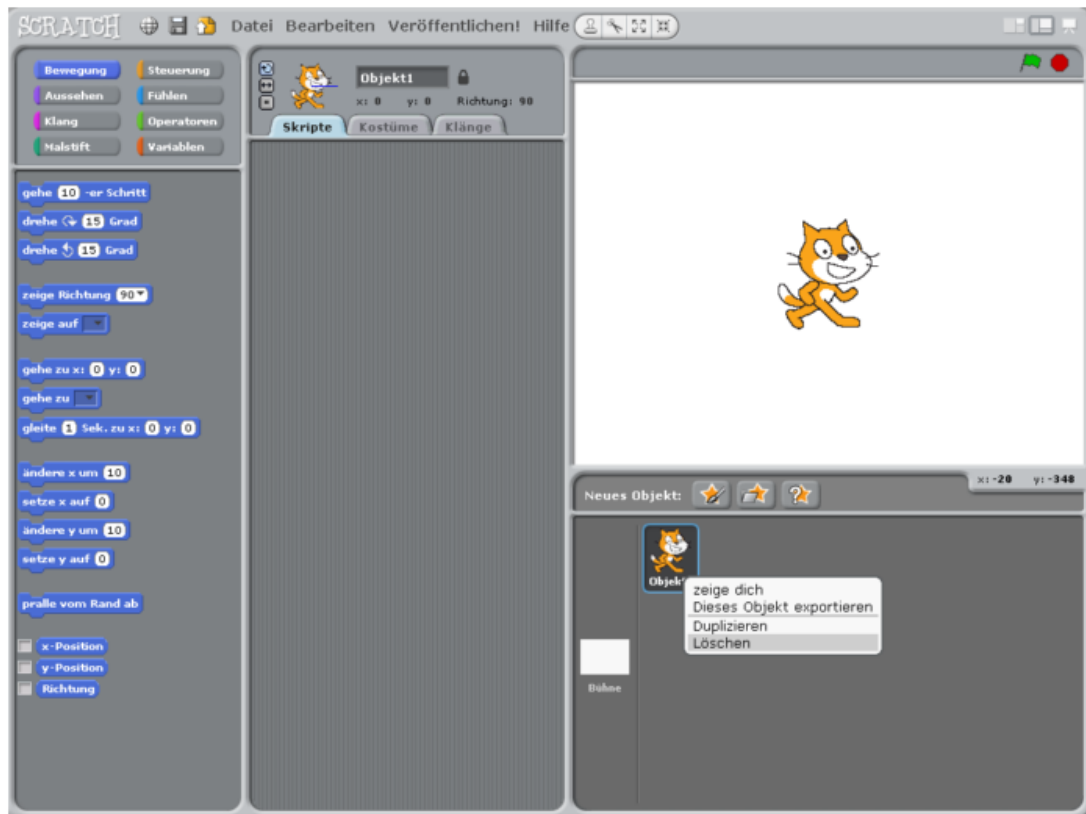 SCRATCH
Datei Bearbeiten Veröffentlichen! Hilfe
Bewegung Steuerung
Aussehen Fühlen
Klang Operatoren
Malstift Variablen
gehe 10 -er Schritt
drehe 15 Grad
drehe 15 Grad
zeige Richtung 90
zeige auf
gehe zu x: 0 y: 0
gehe zu
gleite 1 Sek. zu x: 0 y: 0
ändere x um 10
setze x auf 0
ändere y um 10
setze y auf 0
pralle vom Rand ab
x-Position
y-Position
Richtung
Objekt1
x: 0 y: 0 Richtung: 90
Skripte Kostüme Klänge
x: -20 y: -348
Neues Objekt:
Objekt
zeige dich
Dieses Objekt exportieren
Duplizieren
Löschen
Bühne